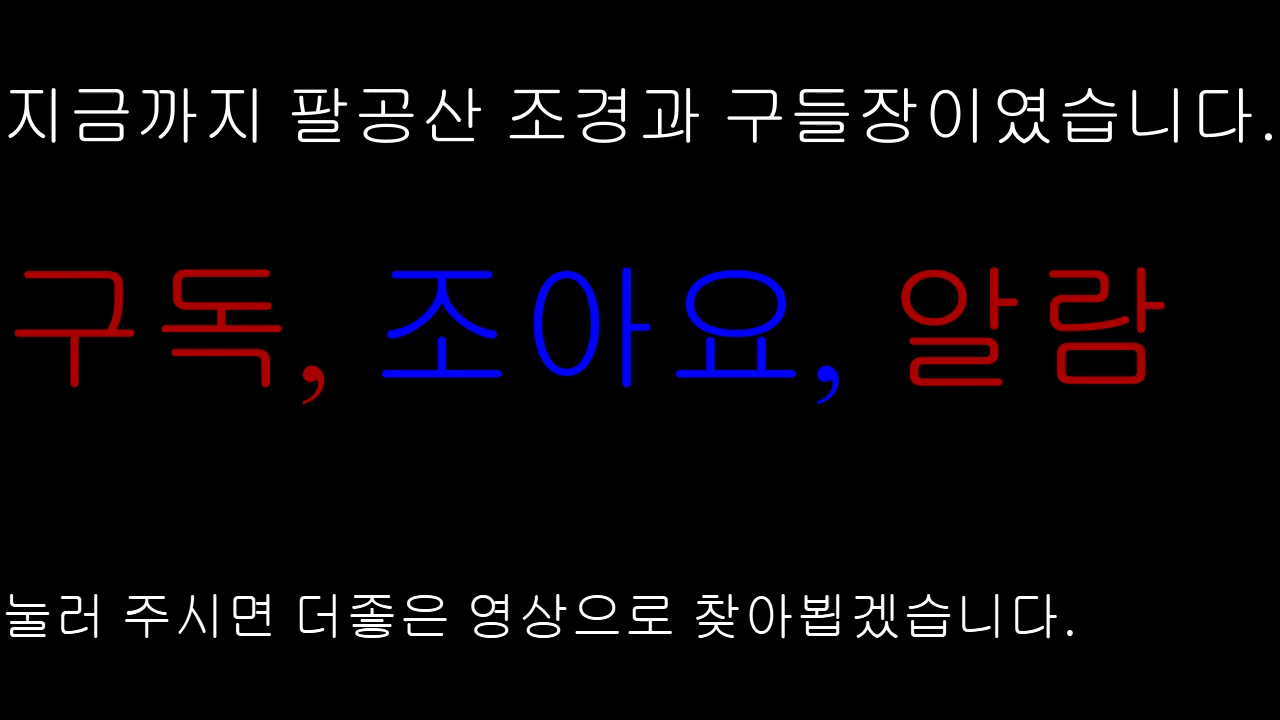 지금까지 팔공산 조경과 구들장이였습니다.
구독, 조아요, 알람
눌러 주시면 더좋은 영상으로 찾아뵙겠습니다.